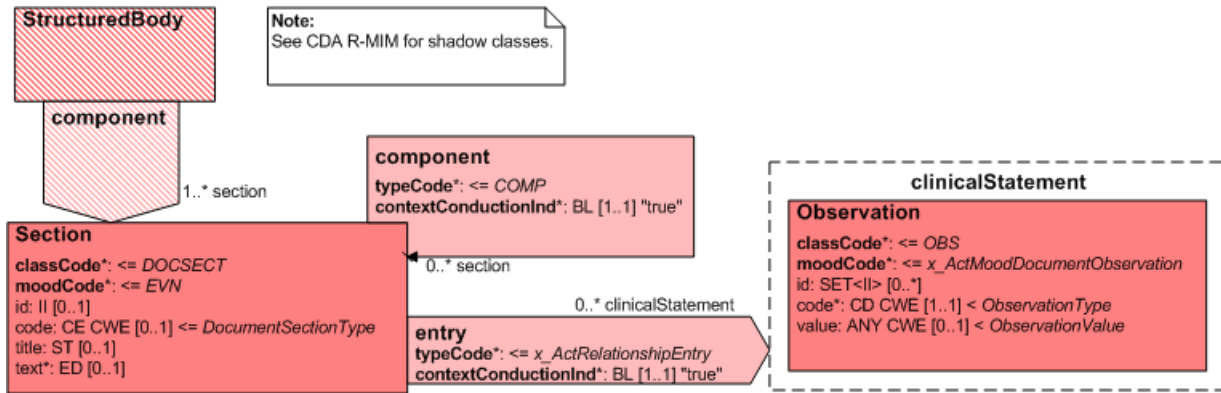 StructuredBody
Note:
See CDA R-MIM for shadow classes.
component
1..* section
component
typeCode*: <= COMP
contextConductionInd*: BL [1..1] "true"
0..* section
Section
classCode*: <= DOCSECT
moodCode*: <= EVN
id: II [0..1]
code: CE CWE [0..1] <= DocumentSectionType
title: ST [0..1]
text*: ED [0..1]
0..* clinicalStatement
entry
typeCode*: <= x_ActRelationshipEntry
contextConductionInd*: BL [1..1] "true"
clinicalStatement
Observation
classCode*: <= OBS
moodCode*: <= x_ActMoodDocumentObservation
id: SET<II> [0..*]
code*: CD CWE [1..1] < ObservationType
value: ANY CWE [0..1] < ObservationValue